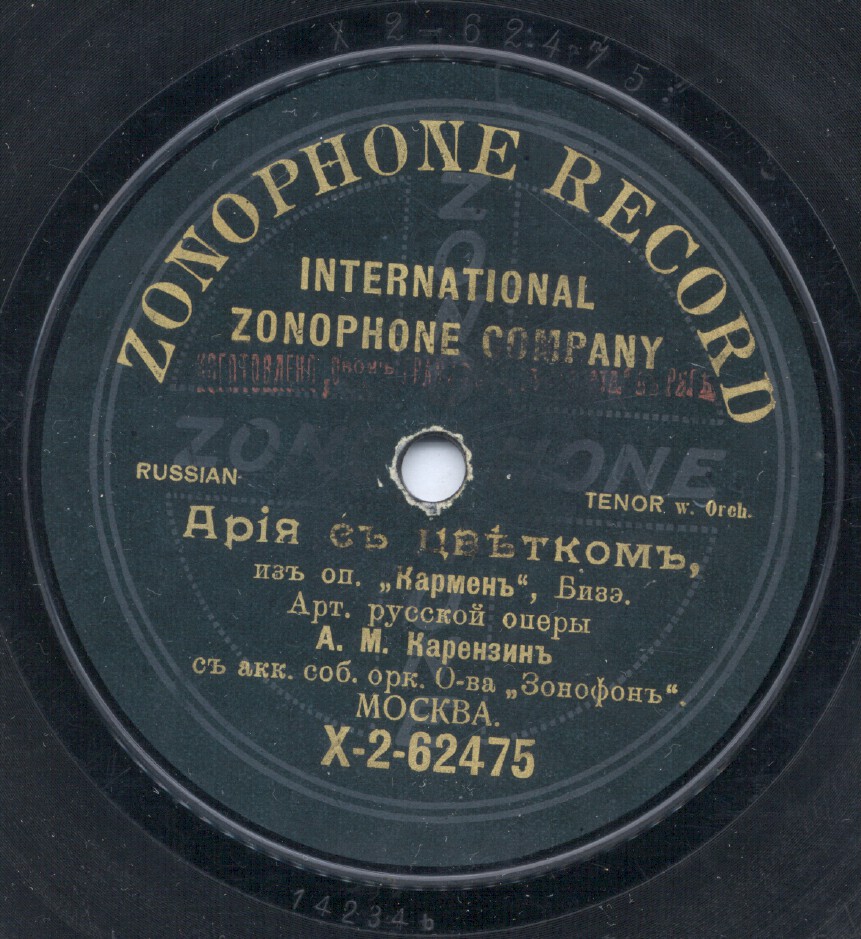 X 2-62475
ZONOPHONE RECORD
INTERNATIONAL
ZONOPHONE COMPANY
ИЗГОТОВЛЕНО
ZONOPHONE
RUSSIAN
TENOR w. Orch.
Арія съ цвѣткомъ,
изъ оп. „Карменъ“, Бизэ.
Арт. русской оперы
А. М. Карензинъ
съ акк. соб. орк. О-ва „Зонофонъ“.
МОСКВА.
X-2-62475
14234 b